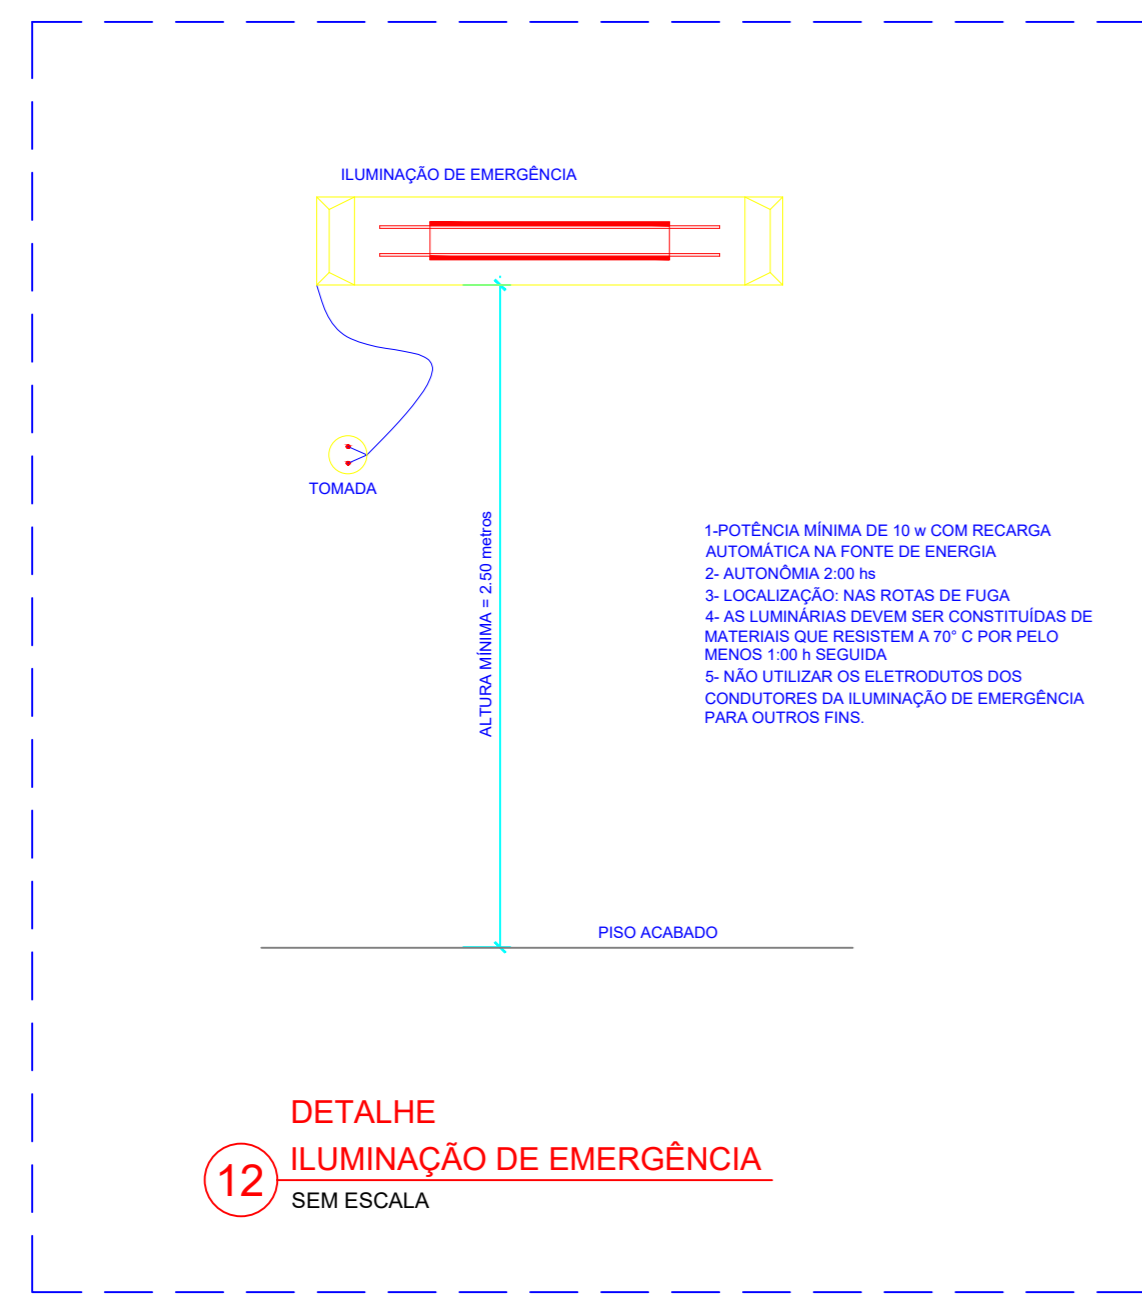 ILUMINAÇÃO DE EMERGÊNCIA
TOMADA
ALTURA MÍNIMA = 2.50 metros
1-POTÊNCIA MÍNIMA DE 10 w COM RECARGA
AUTOMÁTICA NA FONTE DE ENERGIA
2- AUTONÔMIA 2:00 hs
3- LOCALIZAÇÃO: NAS ROTAS DE FUGA
4- AS LUMINÁRIAS DEVEM SER CONSTITUÍDAS DE
MATERIAIS QUE RESISTEM A 70° C POR PELO
MENOS 1:00 h SEGUIDA
5- NÃO UTILIZAR OS ELETRODUTOS DOS
CONDUTORES DA ILUMINAÇÃO DE EMERGÊNCIA
PARA OUTROS FINS.
PISO ACABADO
DETALHE
12
ILUMINAÇÃO DE EMERGÊNCIA
SEM ESCALA